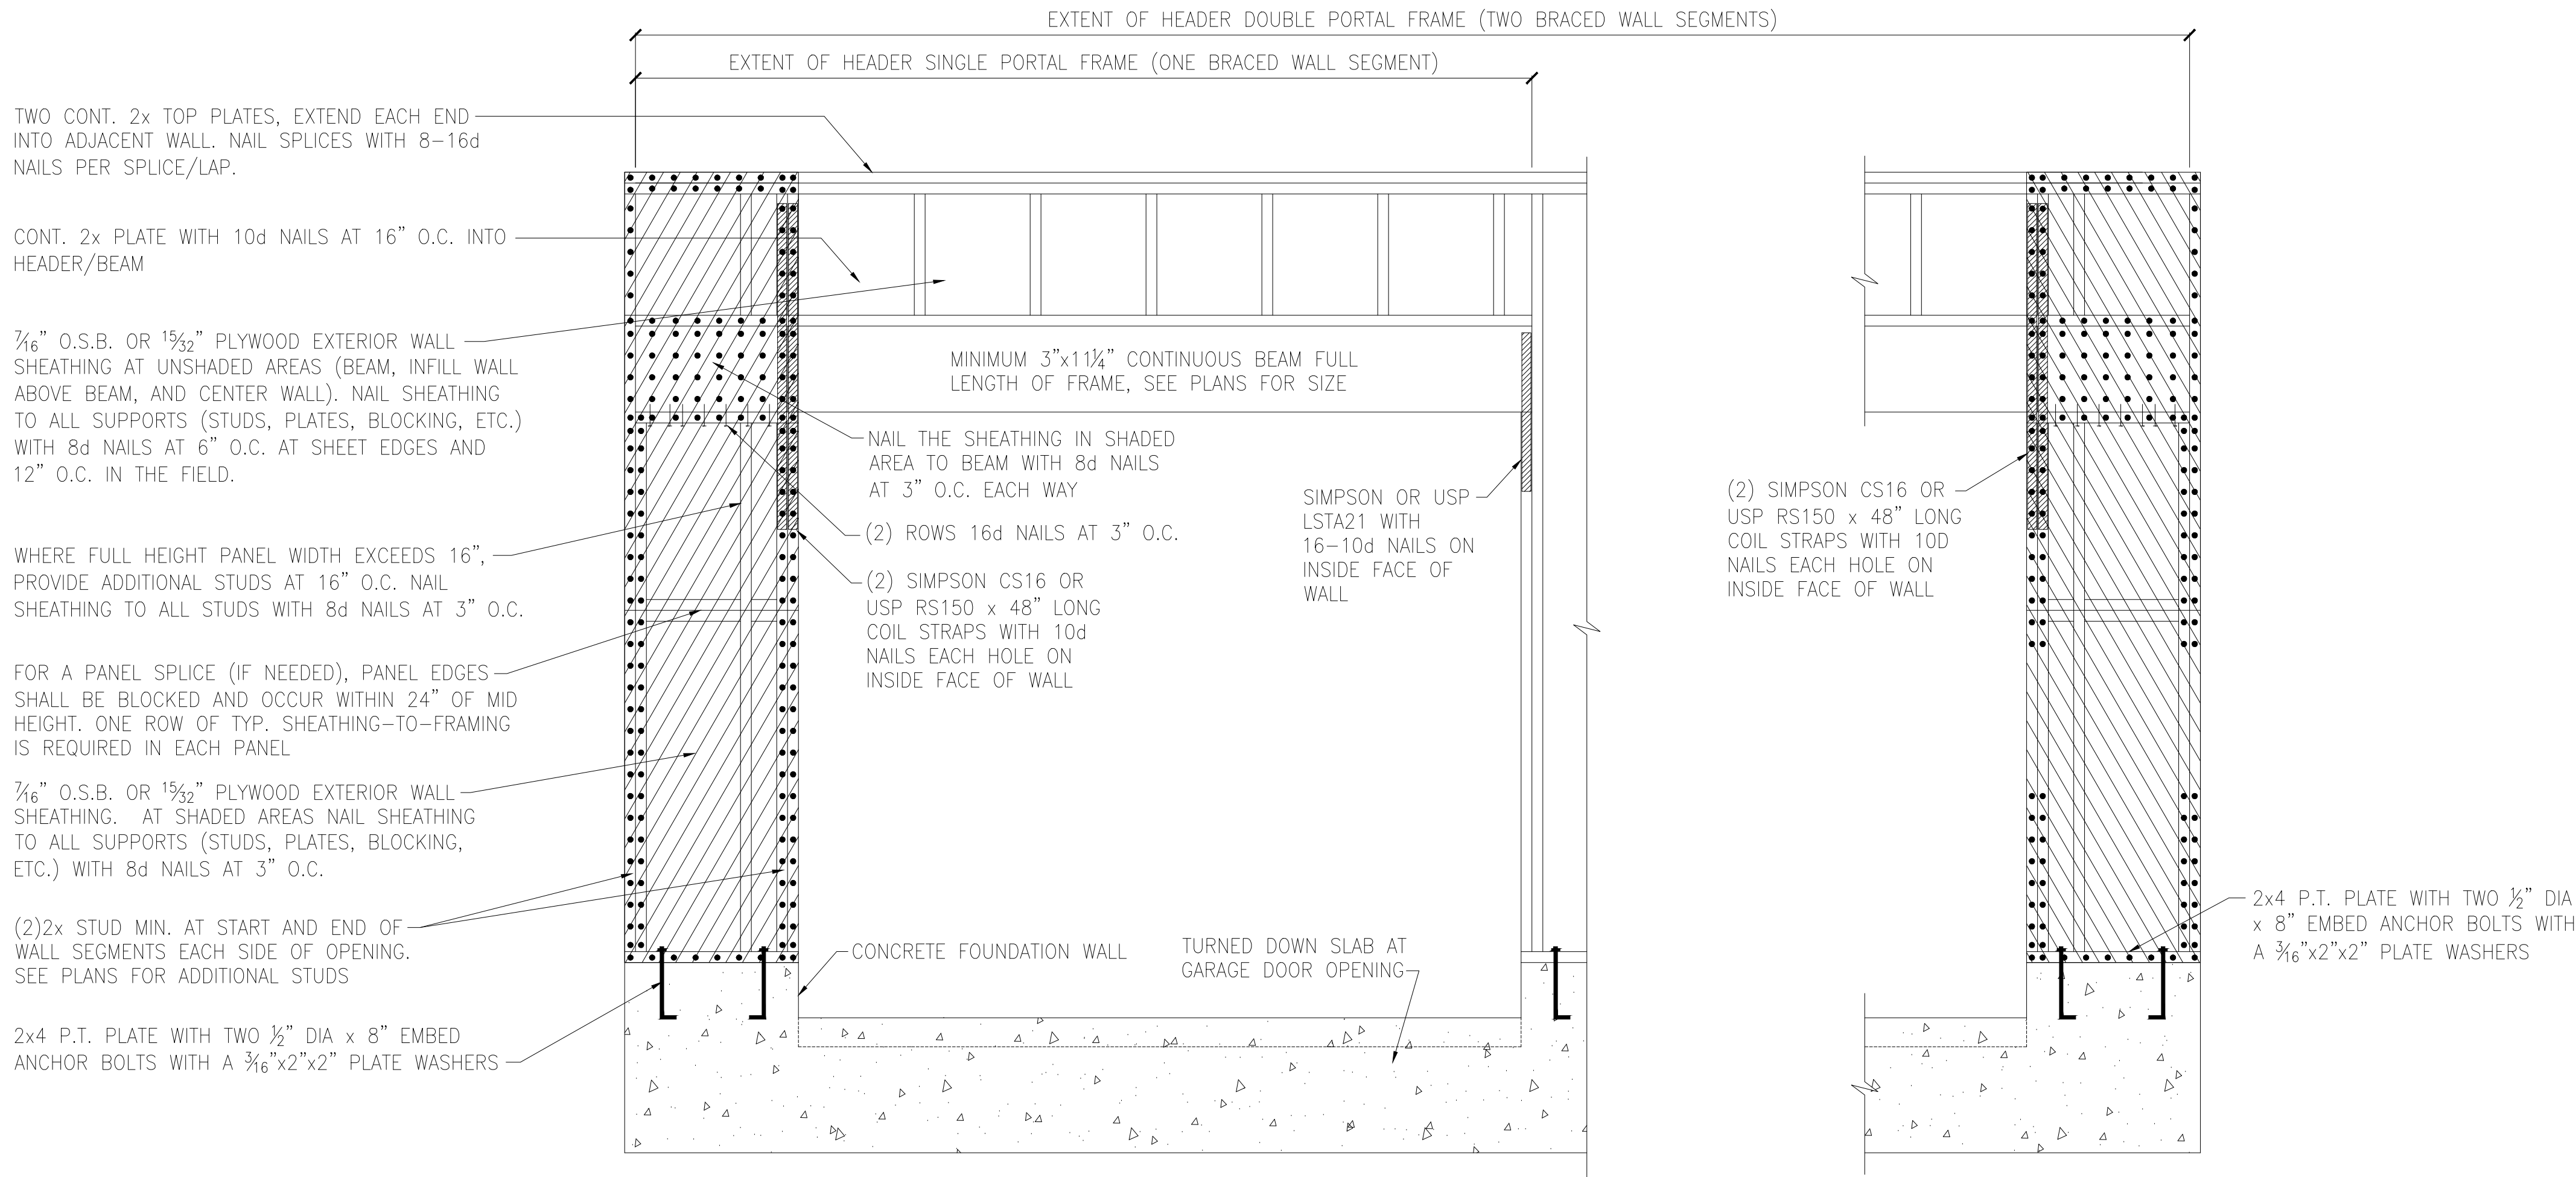 EXTENT OF HEADER DOUBLE PORTAL FRAME (TWO BRACED WALL SEGMENTS)
EXTENT OF HEADER SINGLE PORTAL FRAME (ONE BRACED WALL SEGMENT)
TWO CONT. 2x TOP PLATES, EXTEND EACH END
INTO ADJACENT WALL. NAIL SPLICES WITH 8-16d
NAILS PER SPLICE/LAP.
CONT. 2x PLATE WITH 10d NAILS AT 16" O.C. INTO
HEADER/BEAM
7/16" O.S.B. OR 15/32" PLYWOOD EXTERIOR WALL
SHEATHING AT UNSHADED AREAS (BEAM, INFILL WALL
ABOVE BEAM, AND CENTER WALL). NAIL SHEATHING
TO ALL SUPPORTS (STUDS, PLATES, BLOCKING, ETC.)
WITH 8d NAILS AT 6" O.C. AT SHEET EDGES AND
12" O.C. IN THE FIELD.
WHERE FULL HEIGHT PANEL WIDTH EXCEEDS 16",
PROVIDE ADDITIONAL STUDS AT 16" O.C. NAIL
SHEATHING TO ALL STUDS WITH 8d NAILS AT 3" O.C.
FOR A PANEL SPLICE (IF NEEDED), PANEL EDGES
SHALL BE BLOCKED AND OCCUR WITHIN 24" OF MID
HEIGHT. ONE ROW OF TYP. SHEATHING-TO-FRAMING
IS REQUIRED IN EACH PANEL
7/16" O.S.B. OR 15/32" PLYWOOD EXTERIOR WALL
SHEATHING. AT SHADED AREAS NAIL SHEATHING
TO ALL SUPPORTS (STUDS, PLATES, BLOCKING,
ETC.) WITH 8d NAILS AT 3" O.C.
(2)2x STUD MIN. AT START AND END OF
WALL SEGMENTS EACH SIDE OF OPENING.
SEE PLANS FOR ADDITIONAL STUDS
2x4 P.T. PLATE WITH TWO 1/2" DIA x 8" EMBED
ANCHOR BOLTS WITH A 3/16"x2"x2" PLATE WASHERS
MINIMUM 3"x11 1/4" CONTINUOUS BEAM FULL
LENGTH OF FRAME, SEE PLANS FOR SIZE
NAIL THE SHEATHING IN SHADED
AREA TO BEAM WITH 8d NAILS
AT 3" O.C. EACH WAY
(2) ROWS 16d NAILS AT 3" O.C.
(2) SIMPSON CS16 OR
USP RS150 x 48" LONG
COIL STRAPS WITH 10d
NAILS EACH HOLE ON
INSIDE FACE OF WALL
SIMPSON OR USP
LSTA21 WITH
16-10d NAILS ON
INSIDE FACE OF
WALL
CONCRETE FOUNDATION WALL
TURNED DOWN SLAB AT
GARAGE DOOR OPENING
(2) SIMPSON CS16 OR
USP RS150 x 48" LONG
COIL STRAPS WITH 10D
NAILS EACH HOLE ON
INSIDE FACE OF WALL
2x4 P.T. PLATE WITH TWO 1/2" DIA
x 8" EMBED ANCHOR BOLTS WITH
A 3/16"x2"x2" PLATE WASHERS